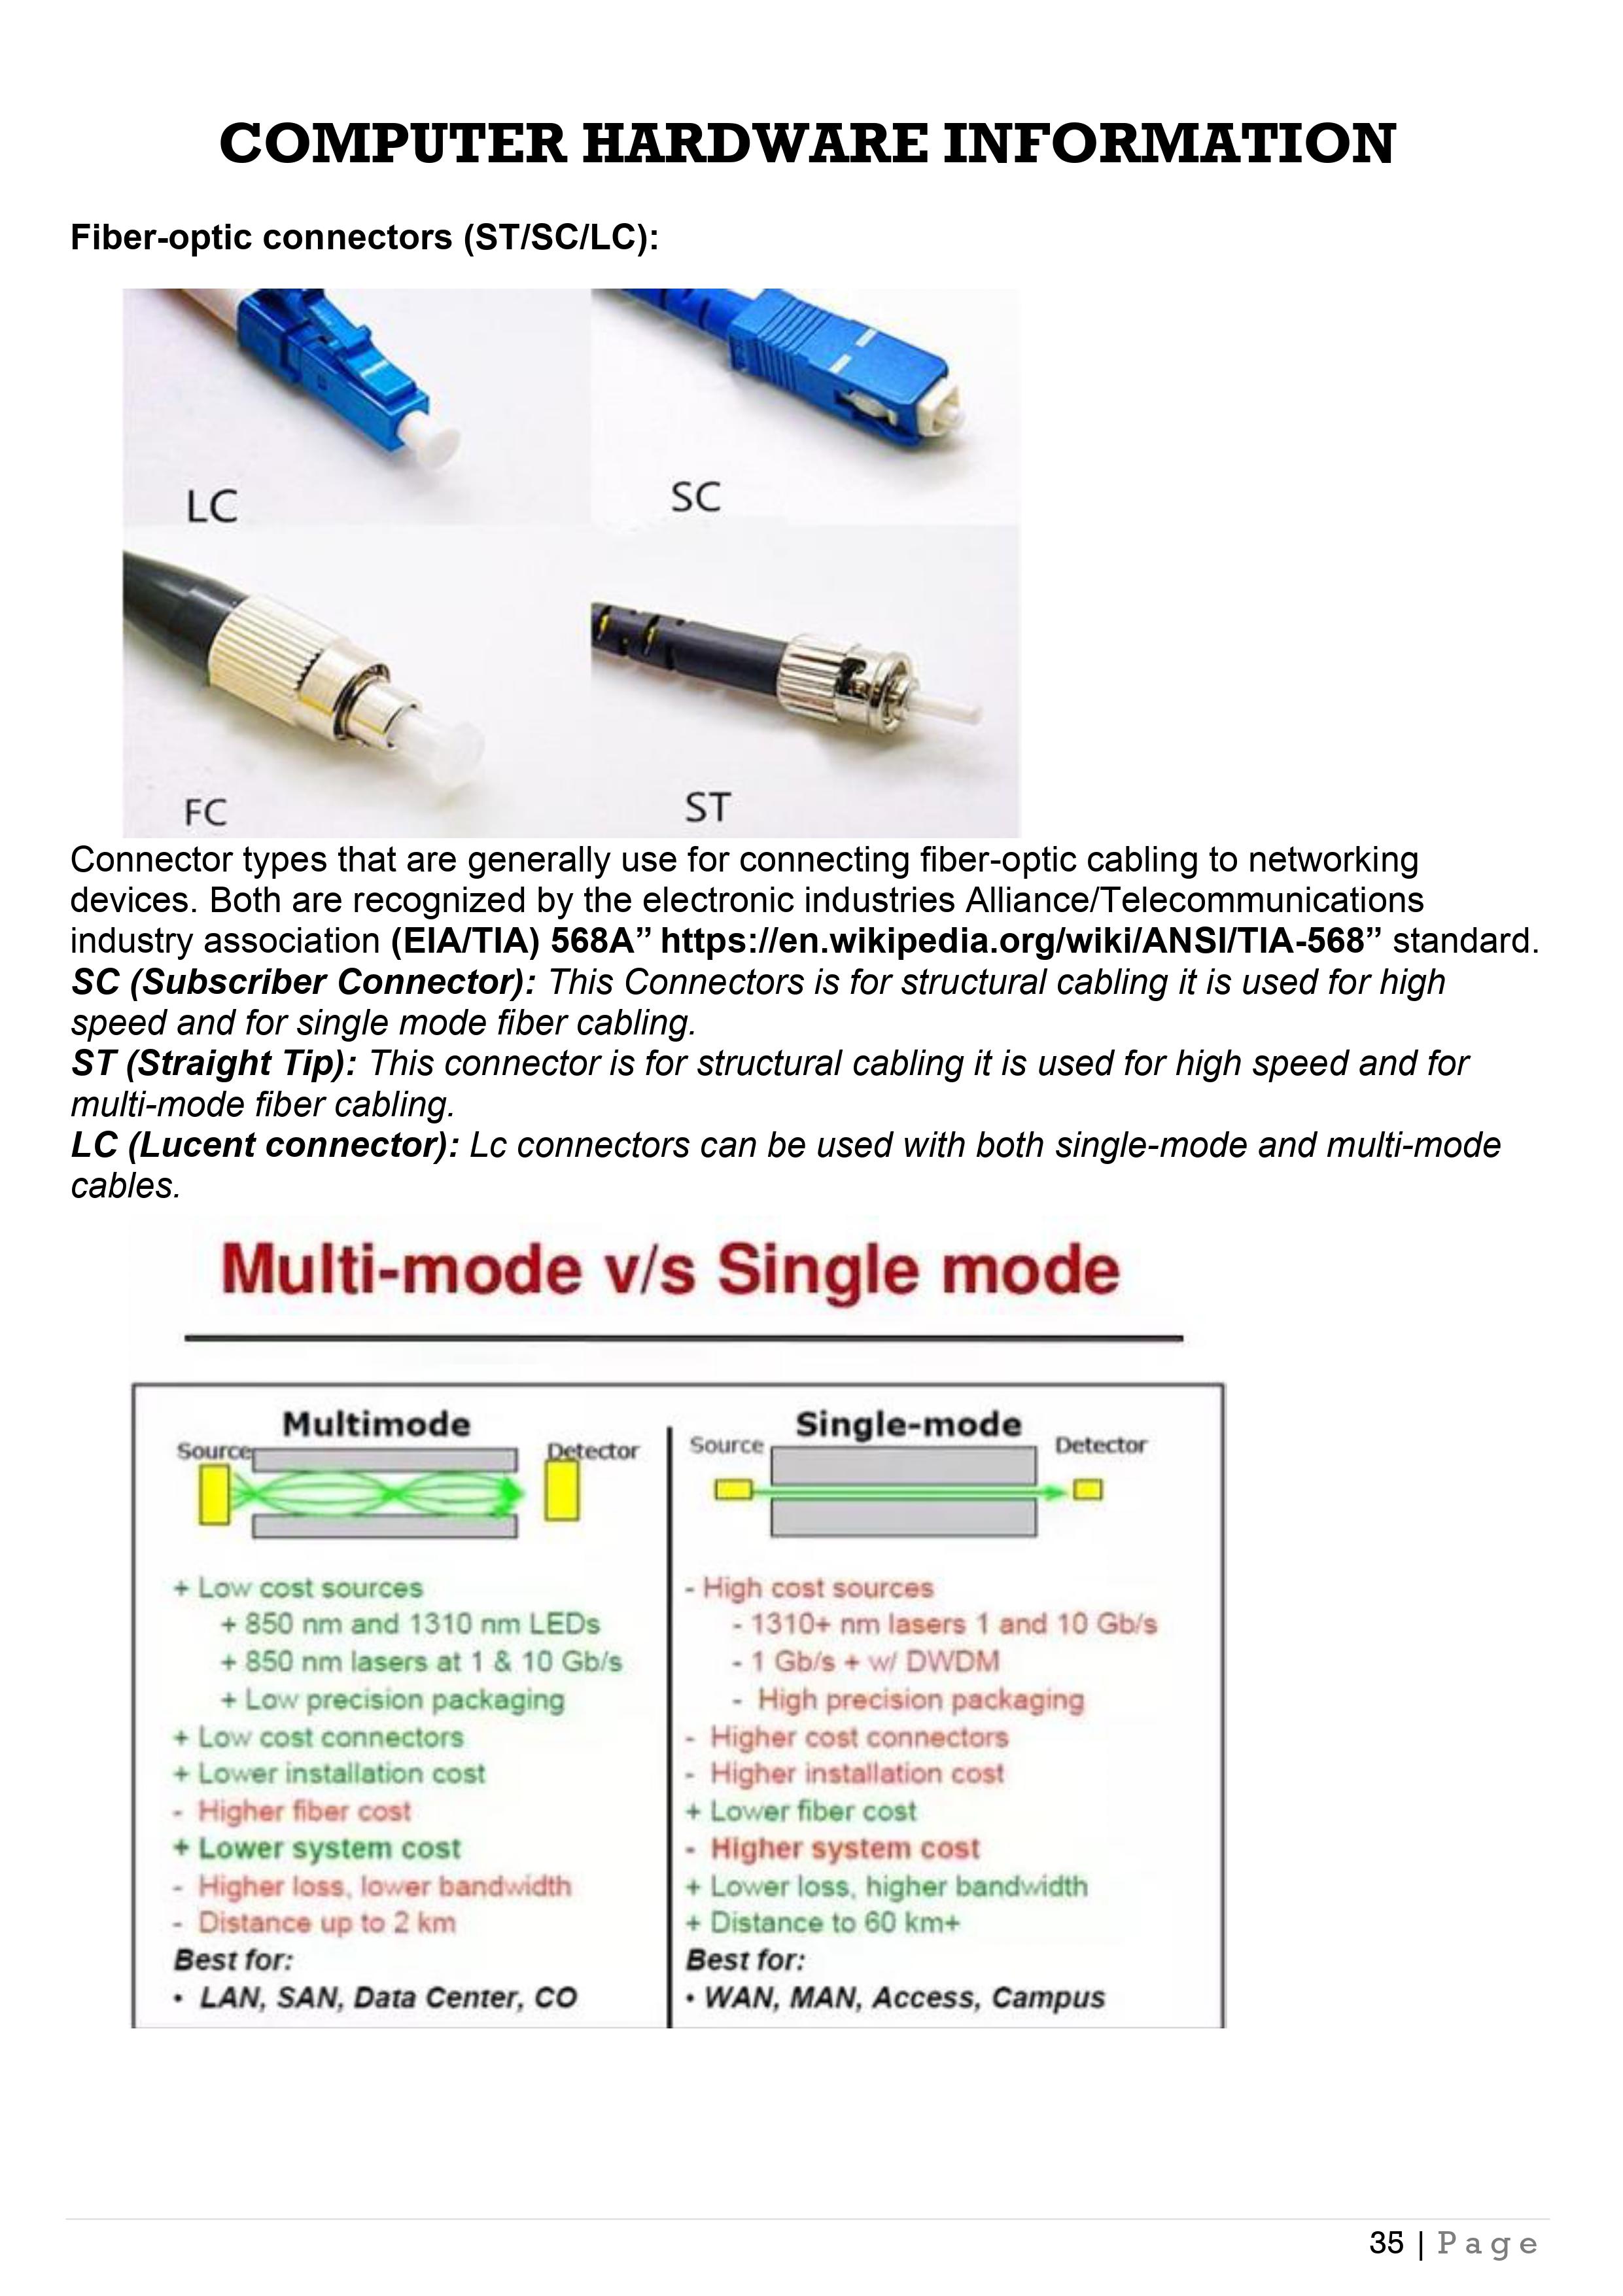 COMPUTER HARDWARE INFORMATION
Fiber-optic connectors (ST/SC/LC):
LC
SC
FC
ST
Connector types that are generally use for connecting fiber-optic cabling to networking
devices. Both are recognized by the electronic industries Alliance/Telecommunications
industry association (EIA/TIA) 568A” https://en.wikipedia.org/wiki/ANSI/TIA-568” standard.
SC (Subscriber Connector): This Connectors is for structural cabling it is used for high
speed and for single mode fiber cabling.
ST (Straight Tip): This connector is for structural cabling it is used for high speed and for
multi-mode fiber cabling.
LC (Lucent connector): Lc connectors can be used with both single-mode and multi-mode
cables.
Multi-mode v/s Single mode
Multimode
Source
Detector
+ Low cost sources
+ 850 nm and 1310 nm LEDs
+ 850 nm lasers at 1 & 10 Gb/s
+ Low precision packaging
+ Low cost connectors
+ Lower installation cost
- Higher fiber cost
+ Lower system cost
- Higher loss, lower bandwidth
- Distance up to 2 km
Best for:
• LAN, SAN, Data Center, CO
Single-mode
Source
Detector
- High cost sources
- 1310+ nm lasers 1 and 10 Gb/s
- 1 Gb/s + w/ DWDM
- High precision packaging
- Higher cost connectors
- Higher installation cost
+ Lower fiber cost
- Higher system cost
+ Lower loss, higher bandwidth
+ Distance to 60 km+
Best for:
• WAN, MAN, Access, Campus
35 | Page